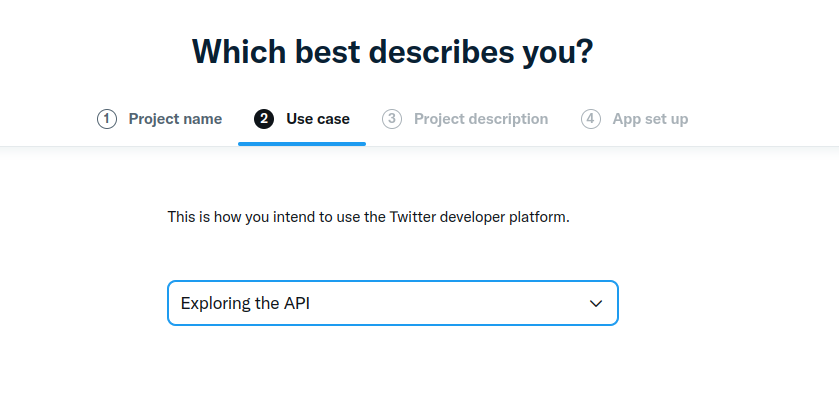 Which best describes you?
1 Project name 2 Use case 3 Project description 4 App set up
This is how you intend to use the Twitter developer platform.
Exploring the API